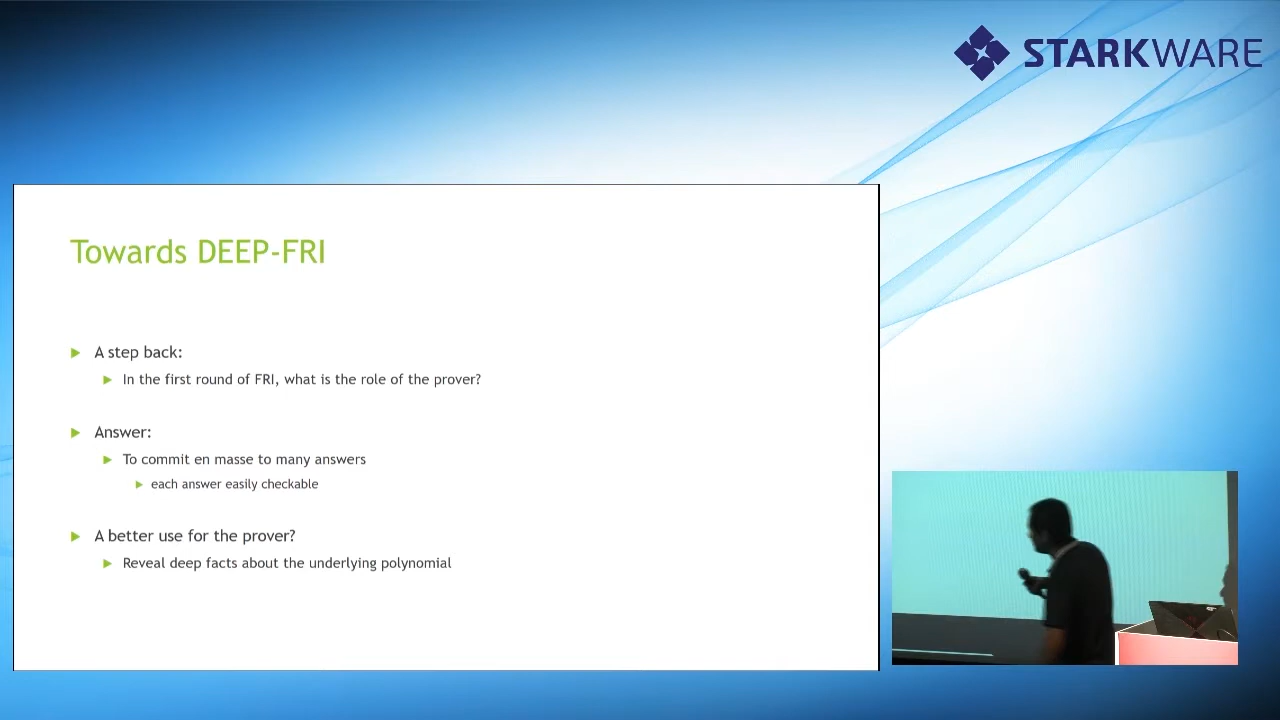 STARKWARE
Towards DEEP-FRI
A step back:
In the first round of FRI, what is the role of the prover?
Answer:
To commit en masse to many answers
each answer easily checkable
A better use for the prover?
Reveal deep facts about the underlying polynomial